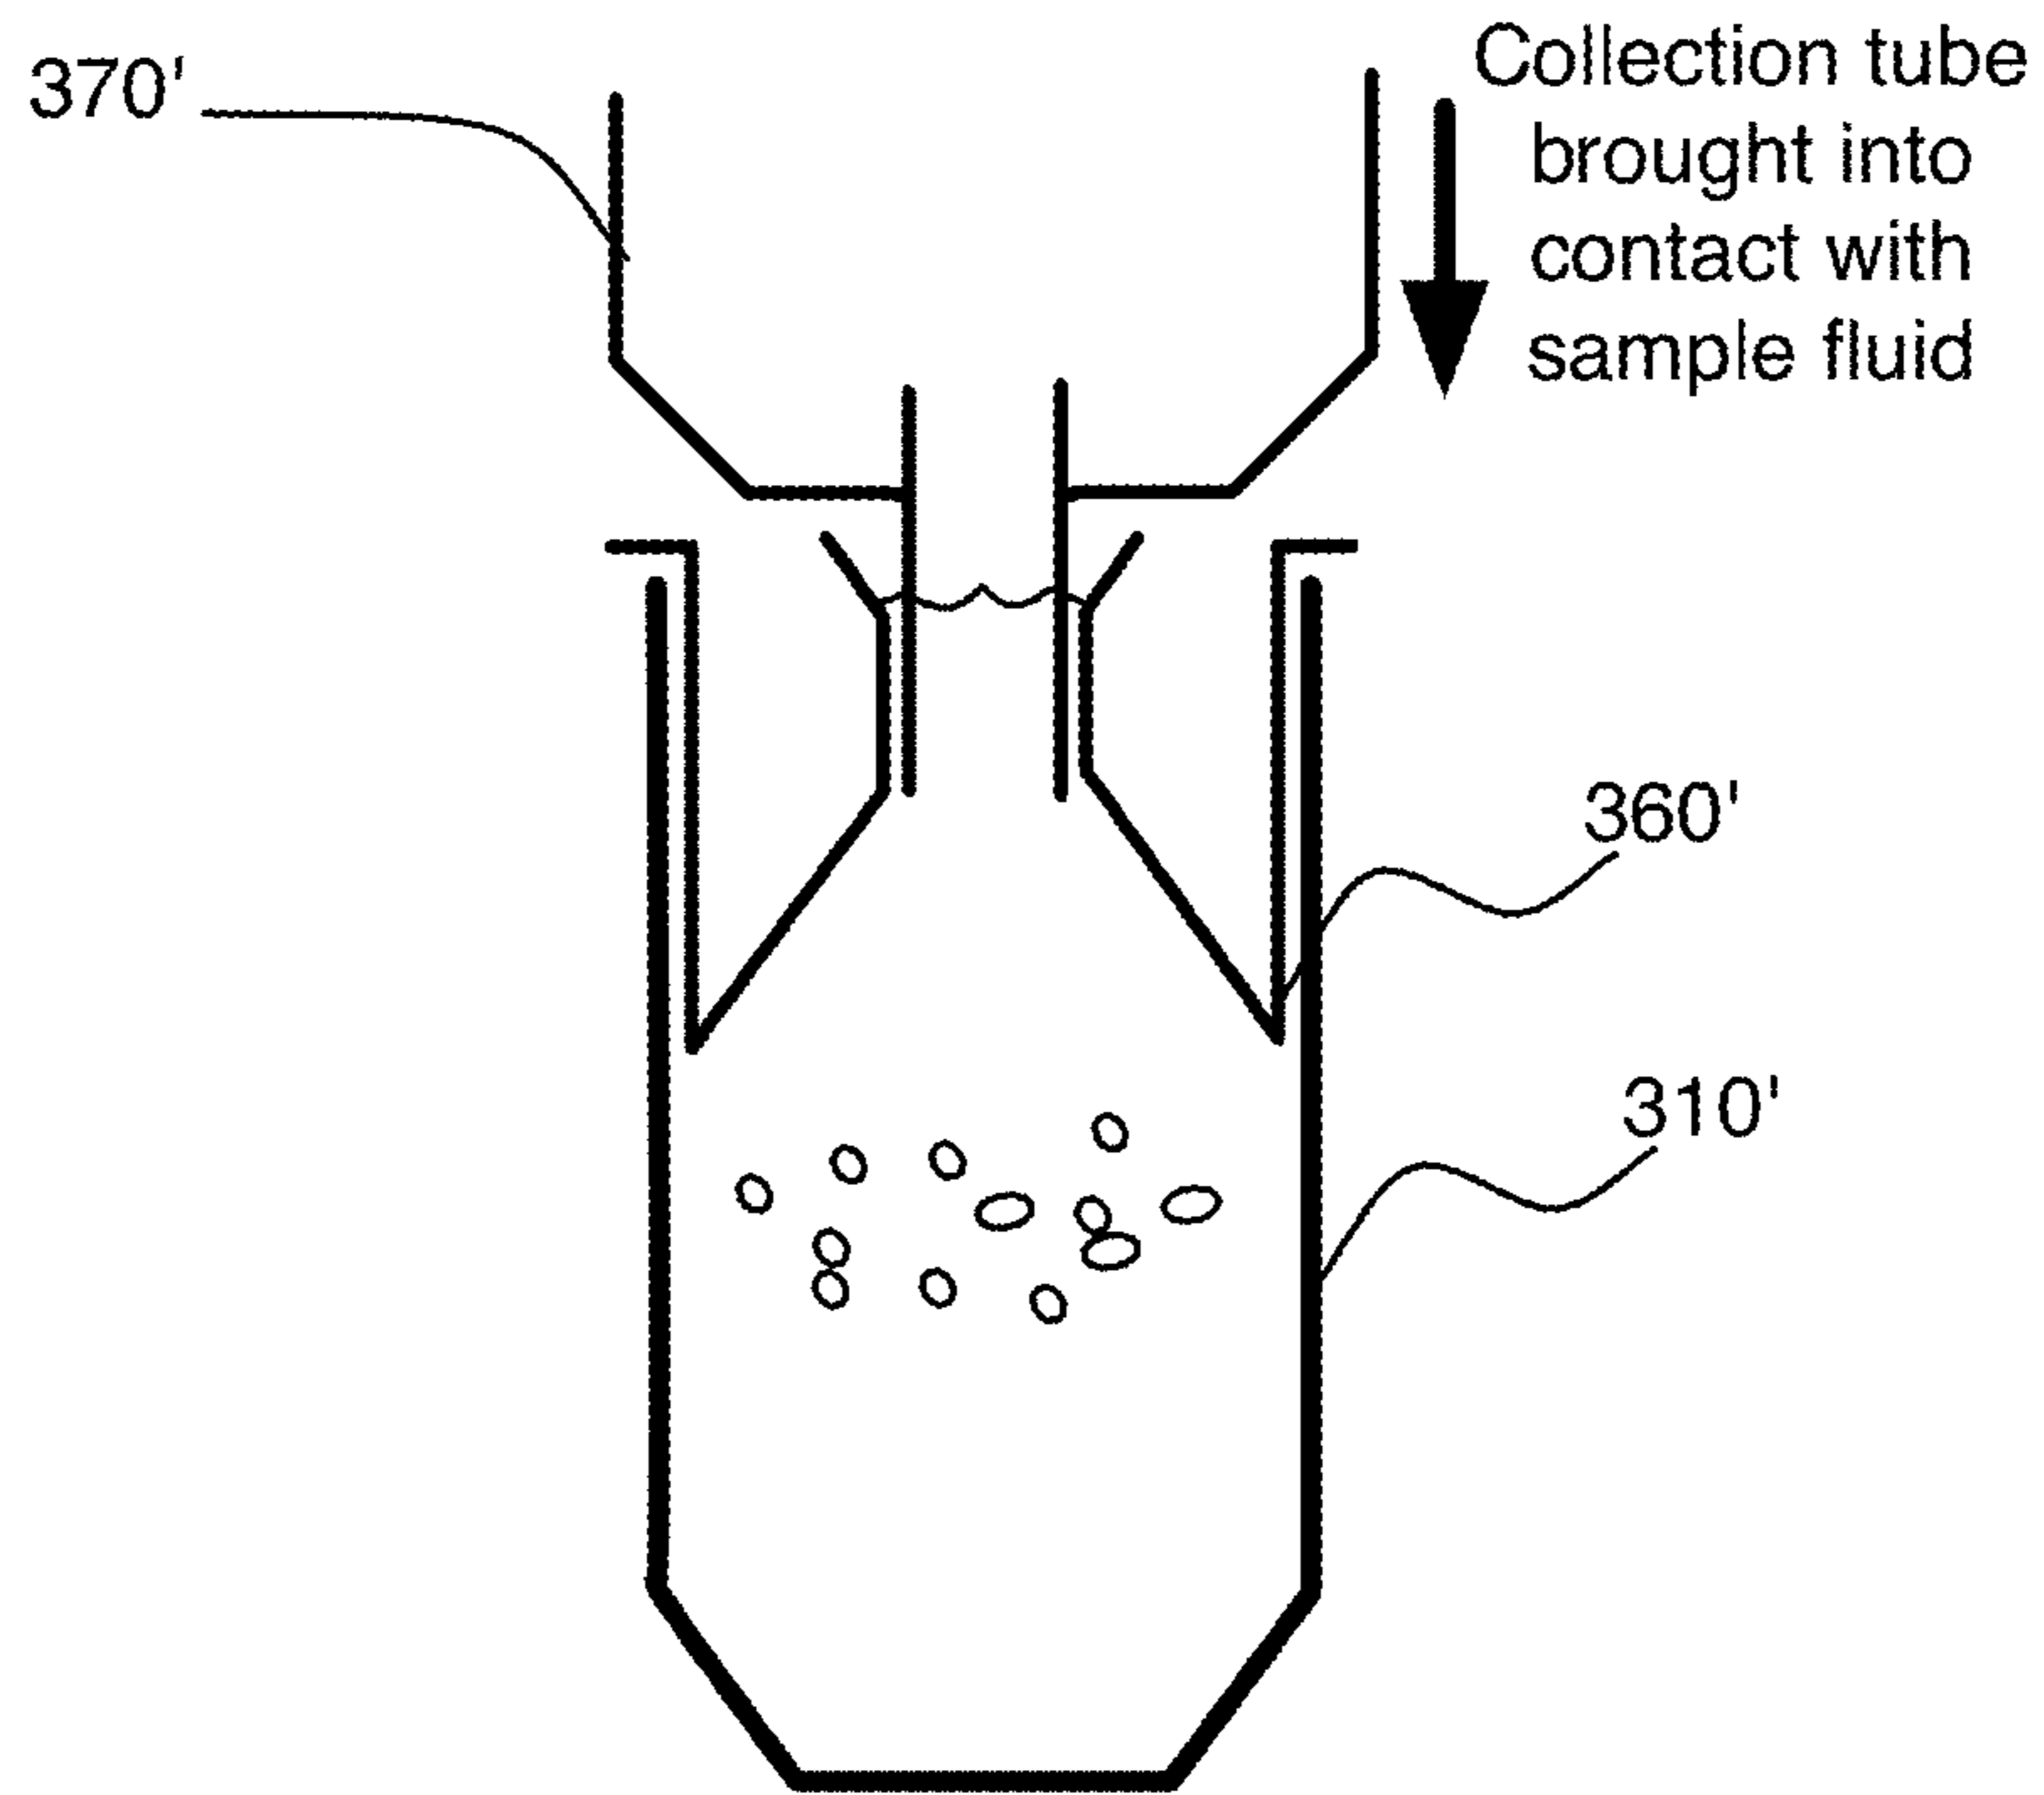 370'
Collection tube
brought into
contact with
sample fluid
360'
310'